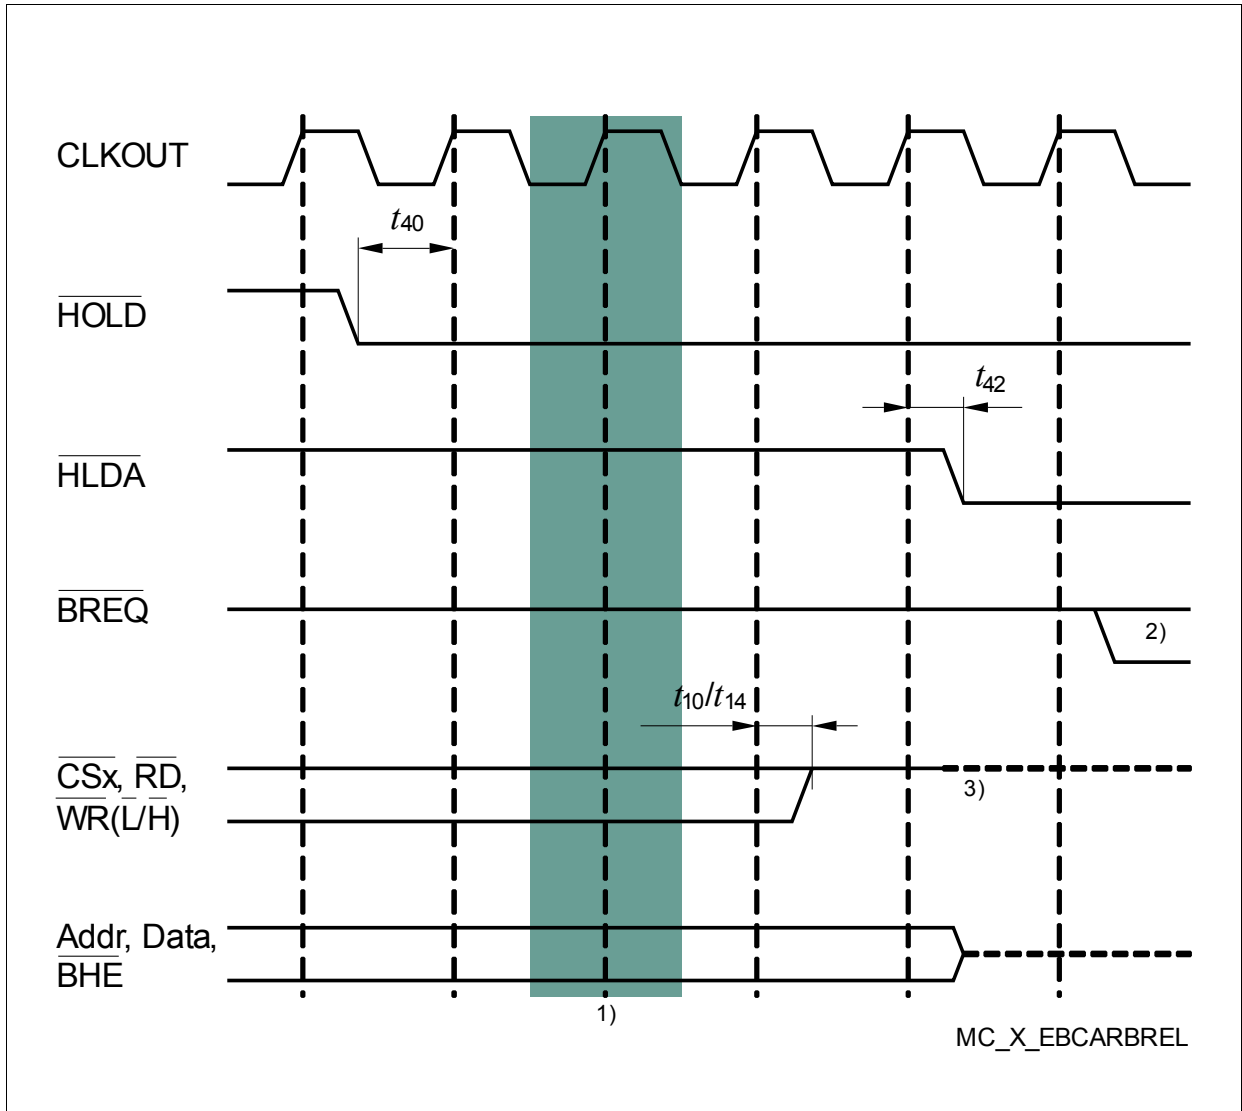 CLKOUT
t40
HOLD
t42
HLDA
BREQ
2)
t10/t14
CSx, RD,
3)
WR(L/H)
Addr, Data,
BHE
1)
MC_X_EBCARBREL